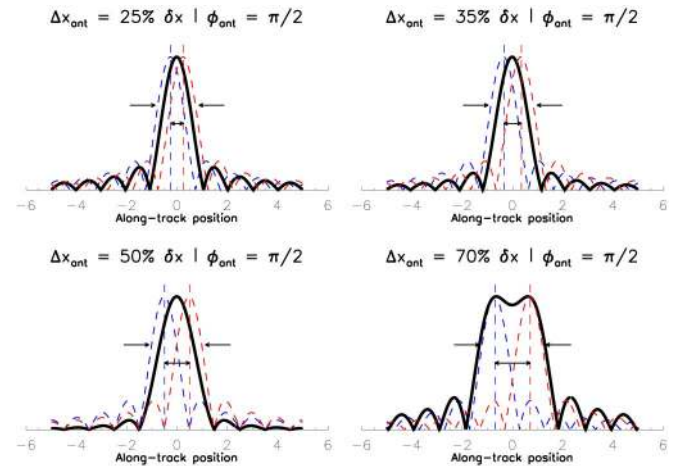 Δx_ant = 25% δx | ϕ_ant = π/2
-6 -4 -2 0 2 4 6
Along-track position
Δx_ant = 35% δx | ϕ_ant = π/2
-6 -4 -2 0 2 4 6
Along-track position
Δx_ant = 50% δx | ϕ_ant = π/2
-6 -4 -2 0 2 4 6
Along-track position
Δx_ant = 70% δx | ϕ_ant = π/2
-6 -4 -2 0 2 4 6
Along-track position